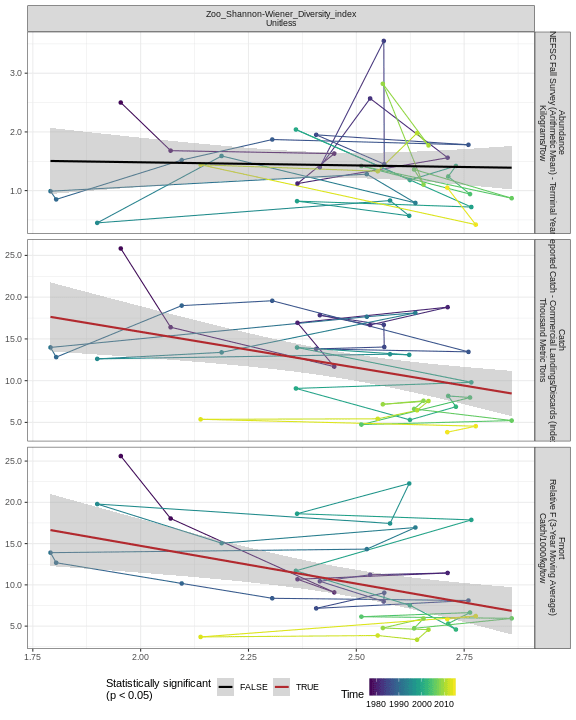 Zoo_Shannon-Wiener_Diversity_index
Unitless
Abundance
NEFSC Fall Survey (Arithmetic Mean) - Terminal Year
Kilograms/tow
3.0
2.0
1.0
Catch
eported Catch - Commercial Landings/Discards (Inde
Thousand Metric Tons
25.0
20.0
15.0
10.0
5.0
Fmort
Relative F (3-Year Moving Average)
Catch/1000/kg/tow
25.0
20.0
15.0
10.0
5.0
1.75
2.00
2.25
2.50
2.75
Statistically significant
(p < 0.05)
FALSE
TRUE
Time
1980 1990 2000 2010